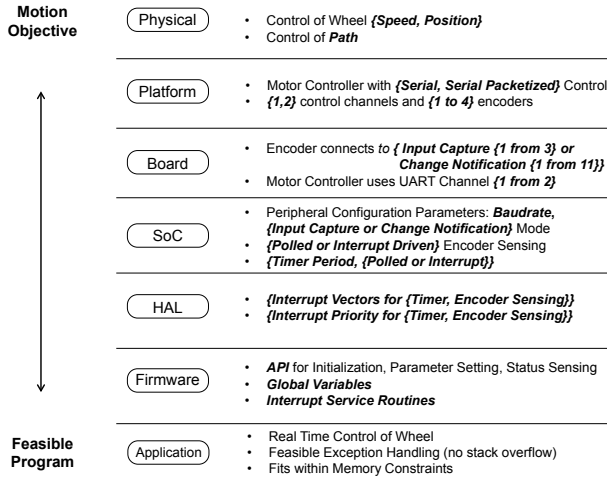 Motion
Objective
Physical
• Control of Wheel {Speed, Position}
• Control of Path
Platform
• Motor Controller with {Serial, Serial Packetized} Control
• {1,2} control channels and {1 to 4} encoders
Board
• Encoder connects to { Input Capture {1 from 3} or
Change Notification {1 from 11}}
• Motor Controller uses UART Channel {1 from 2}
SoC
• Peripheral Configuration Parameters: Baudrate,
{Input Capture or Change Notification} Mode
• {Polled or Interrupt Driven} Encoder Sensing
• {Timer Period, {Polled or Interrupt}}
HAL
• {Interrupt Vectors for {Timer, Encoder Sensing}}
• {Interrupt Priority for {Timer, Encoder Sensing}}
Firmware
• API for Initialization, Parameter Setting, Status Sensing
• Global Variables
• Interrupt Service Routines
Feasible
Program
Application
• Real Time Control of Wheel
• Feasible Exception Handling (no stack overflow)
• Fits within Memory Constraints